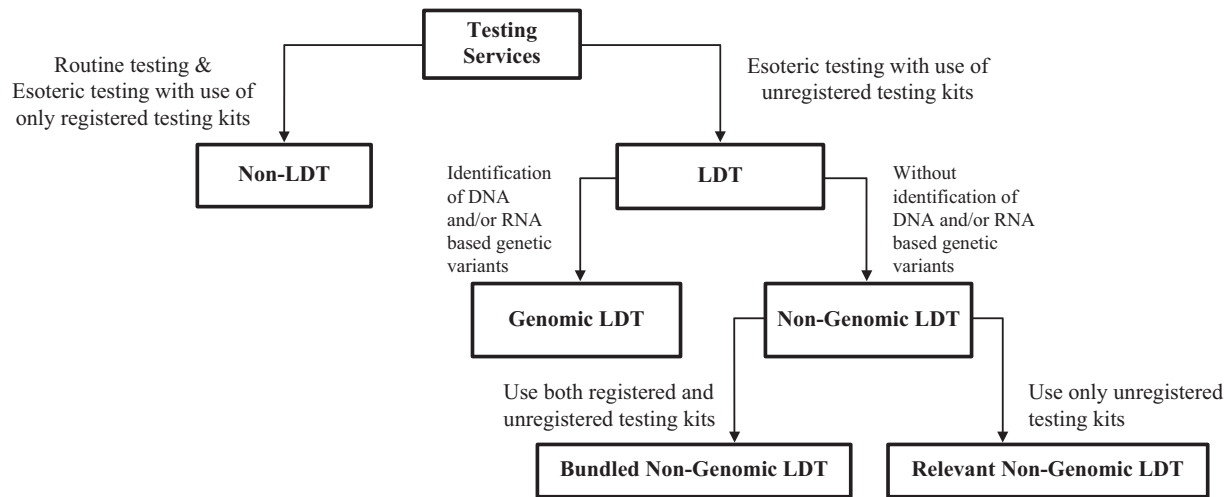 Testing
Services
Routine testing &
Esoteric testing with use of
only registered testing kits
Esoteric testing with use of
unregistered testing kits
Non-LDT
LDT
Identification
of DNA
and/or RNA
based genetic
variants
Without
identification of
DNA and/or RNA
based genetic
variants
Genomic LDT
Non-Genomic LDT
Use both registered and
unregistered testing kits
Use only unregistered
testing kits
Bundled Non-Genomic LDT
Relevant Non-Genomic LDT